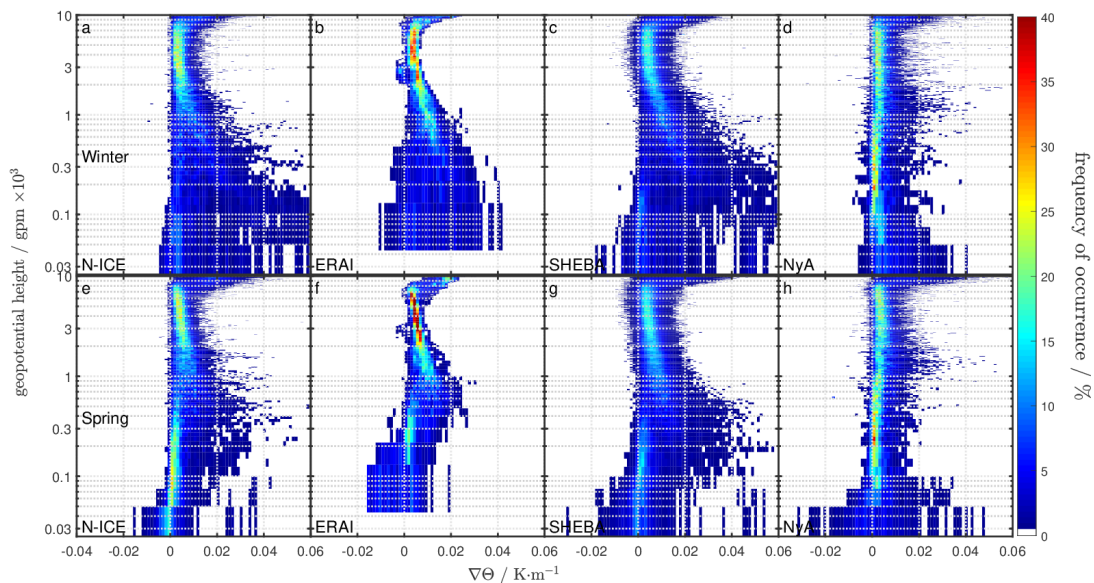 a b c d
10
3
1
0.3
0.1
0.03
Winter
N-ICE ERAI SHEBA NyA
e f g h
10
3
1
0.3
0.1
0.03
Spring
N-ICE ERAI SHEBA NyA
-0.04 -0.02 0 0.02 0.04 0.06 -0.02 0 0.02 0.04 0.06 -0.02 0 0.02 0.04 0.06 -0.02 0 0.02 0.04 0.06
∇Θ / K·m⁻¹
geopotential height / gpm ×10³
40
35
30
25
20
15
10
5
0
frequency of occurrence / %